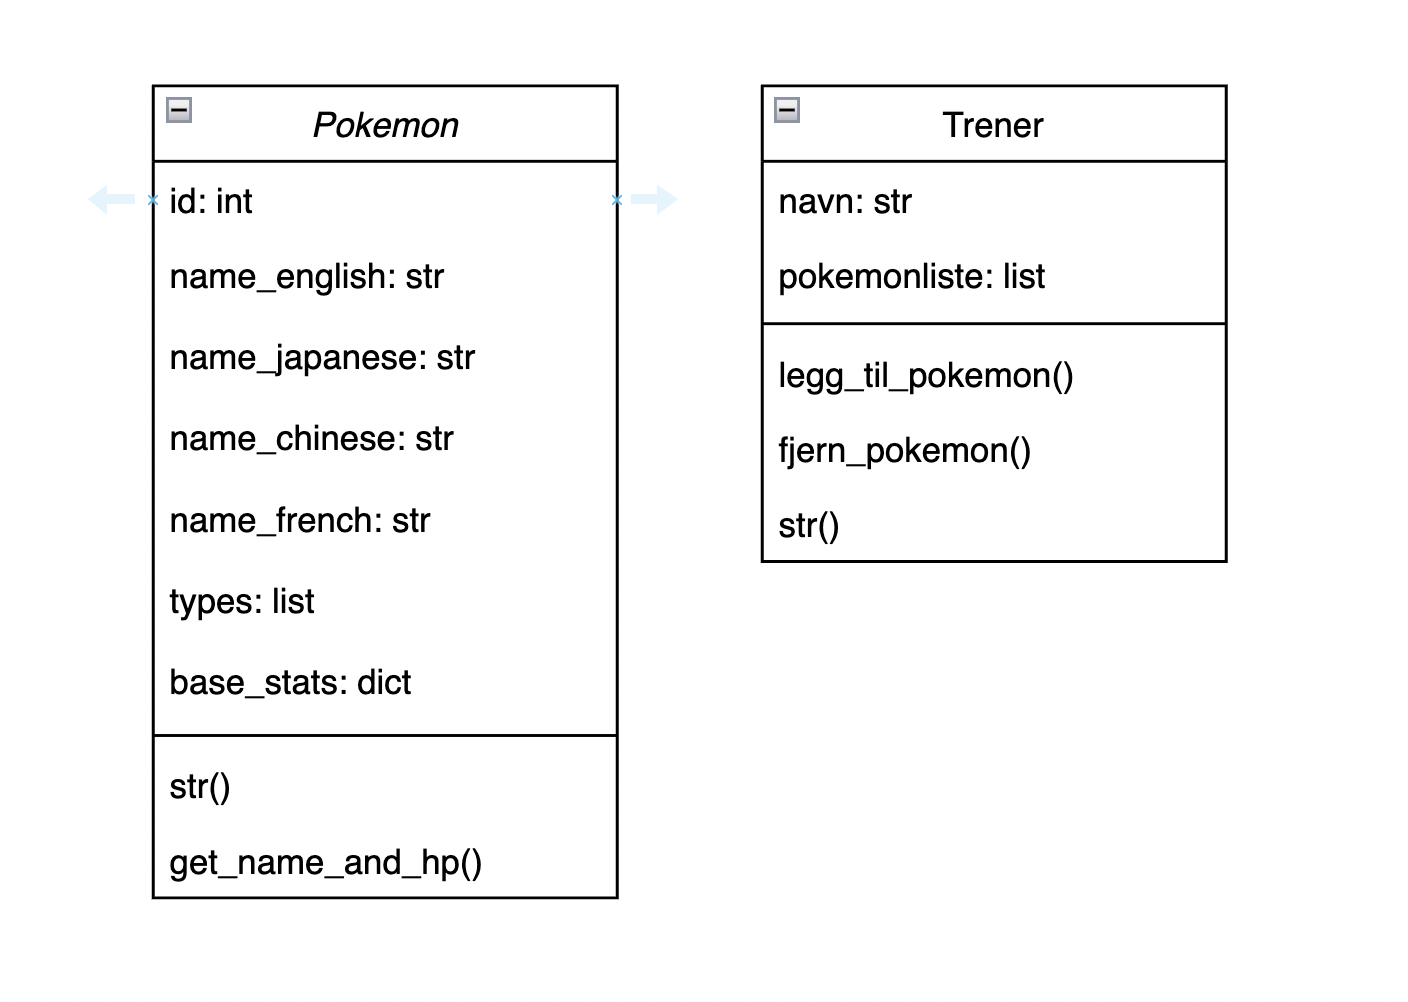 Pokemon
id: int
name_english: str
name_japanese: str
name_chinese: str
name_french: str
types: list
base_stats: dict
str()
get_name_and_hp()
Trener
navn: str
pokemonliste: list
legg_til_pokemon()
fjern_pokemon()
str()